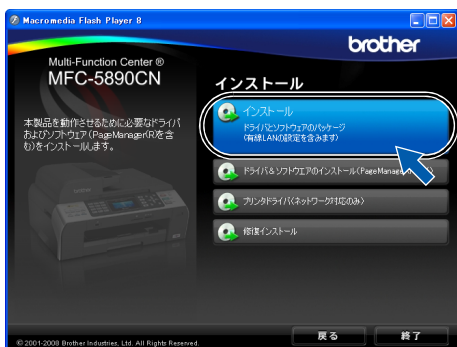 Macromedia Flash Player 8
brother
Multi-Function Center ®
MFC-5890CN
本製品を動作させるために必要なドライバ
およびソフトウェア(PageManager(R)を含
む)をインストールします。
インストール
インストール
ドライバとソフトウェアのパッケージ
(有線LANの設定を含みます)
ドライバ&ソフトウェアのインストール(PageManager
プリンタドライバ(ネットワーク対応のみ)
修復インストール
戻る
終了
© 2001-2008 Brother Industries, Ltd. All Rights Reserved.